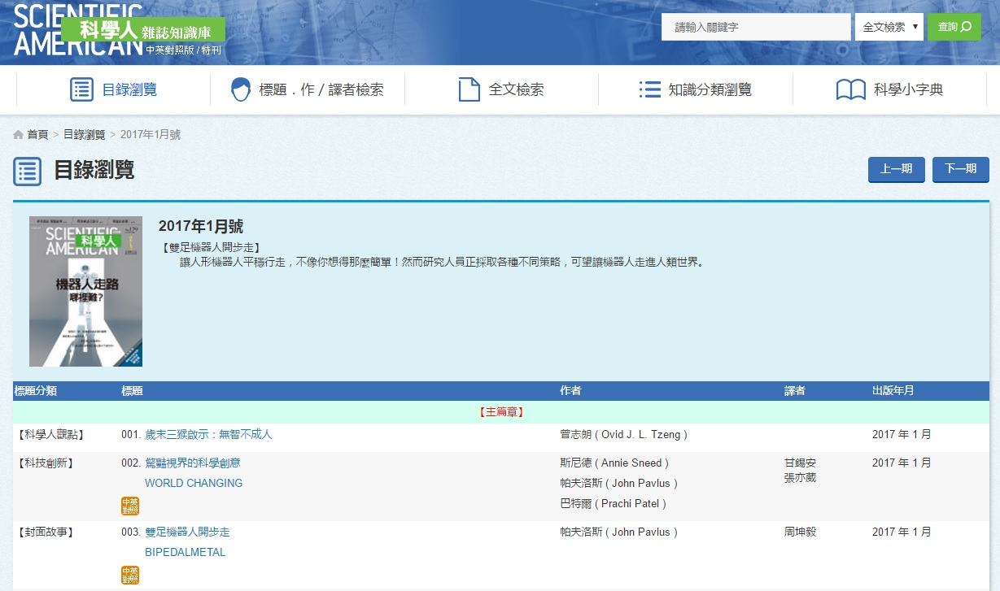 SCIENTIFIC
AMERICAN
科學人 雜誌知識庫
中英對照版 / 特刊
請輸入關鍵字
全文檢索
查詢
目錄瀏覽
標題．作 / 譯者檢索
全文檢索
知識分類瀏覽
科學小字典
首頁 > 目錄瀏覽 > 2017年1月號
目錄瀏覽
上一期
下一期
SCIENTIFIC
科學人
AMERICAN
機器人走路
哪裡難?
2017年1月號
【雙足機器人開步走】
讓人形機器人平穩行走，不像你想得那麼簡單！然而研究人員正採取各種不同策略，可望讓機器人走進人類世界。
標題分類 標題 作者 譯者 出版年月
【主篇章】
【科學人觀點】 001. 歲末三猴啟示：無智不成人 曾志朗 ( Ovid J. L. Tzeng ) 2017 年 1 月
【科技創新】 002. 驚豔視界的科學創意 斯尼德 ( Annie Sneed ) 甘錫安 2017 年 1 月
張亦葳
WORLD CHANGING 帕夫洛斯 ( John Pavlus )
中英
對照
巴特爾 ( Prachi Patel )
【封面故事】 003. 雙足機器人開步走 帕夫洛斯 ( John Pavlus ) 周坤毅 2017 年 1 月
BIPEDALMETAL
中英
對照